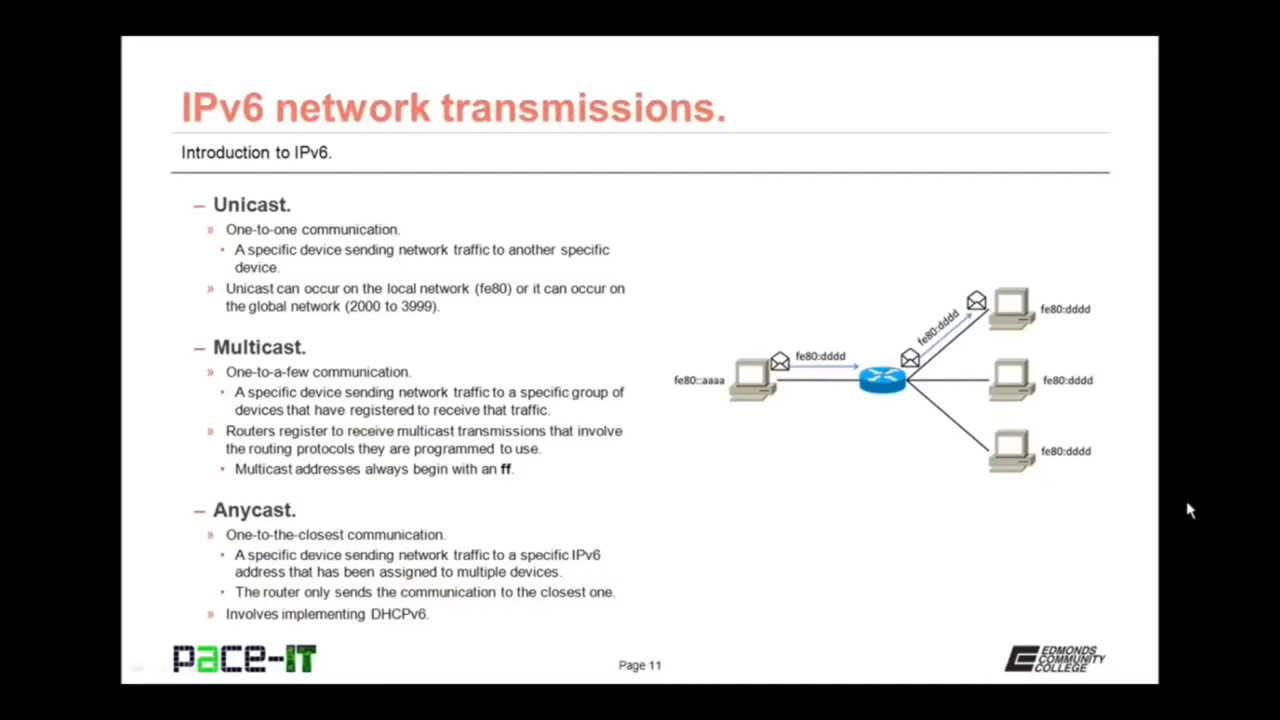 IPv6 network transmissions.
Introduction to IPv6.
– Unicast.
» One-to-one communication.
• A specific device sending network traffic to another specific
device.
» Unicast can occur on the local network (fe80) or it can occur on
the global network (2000 to 3999).
– Multicast.
» One-to-a-few communication.
• A specific device sending network traffic to a specific group of
devices that have registered to receive that traffic.
» Routers register to receive multicast transmissions that involve
the routing protocols they are programmed to use.
• Multicast addresses always begin with an ff.
– Anycast.
» One-to-the-closest communication.
• A specific device sending network traffic to a specific IPv6
address that has been assigned to multiple devices.
• The router only sends the communication to the closest one.
» Involves implementing DHCPv6.
fe80::aaaa
fe80:dddd
fe80:dddd
fe80:dddd
fe80:dddd
fe80:dddd
pace-IT
Page 11
EDMONDS
COMMUNITY
COLLEGE